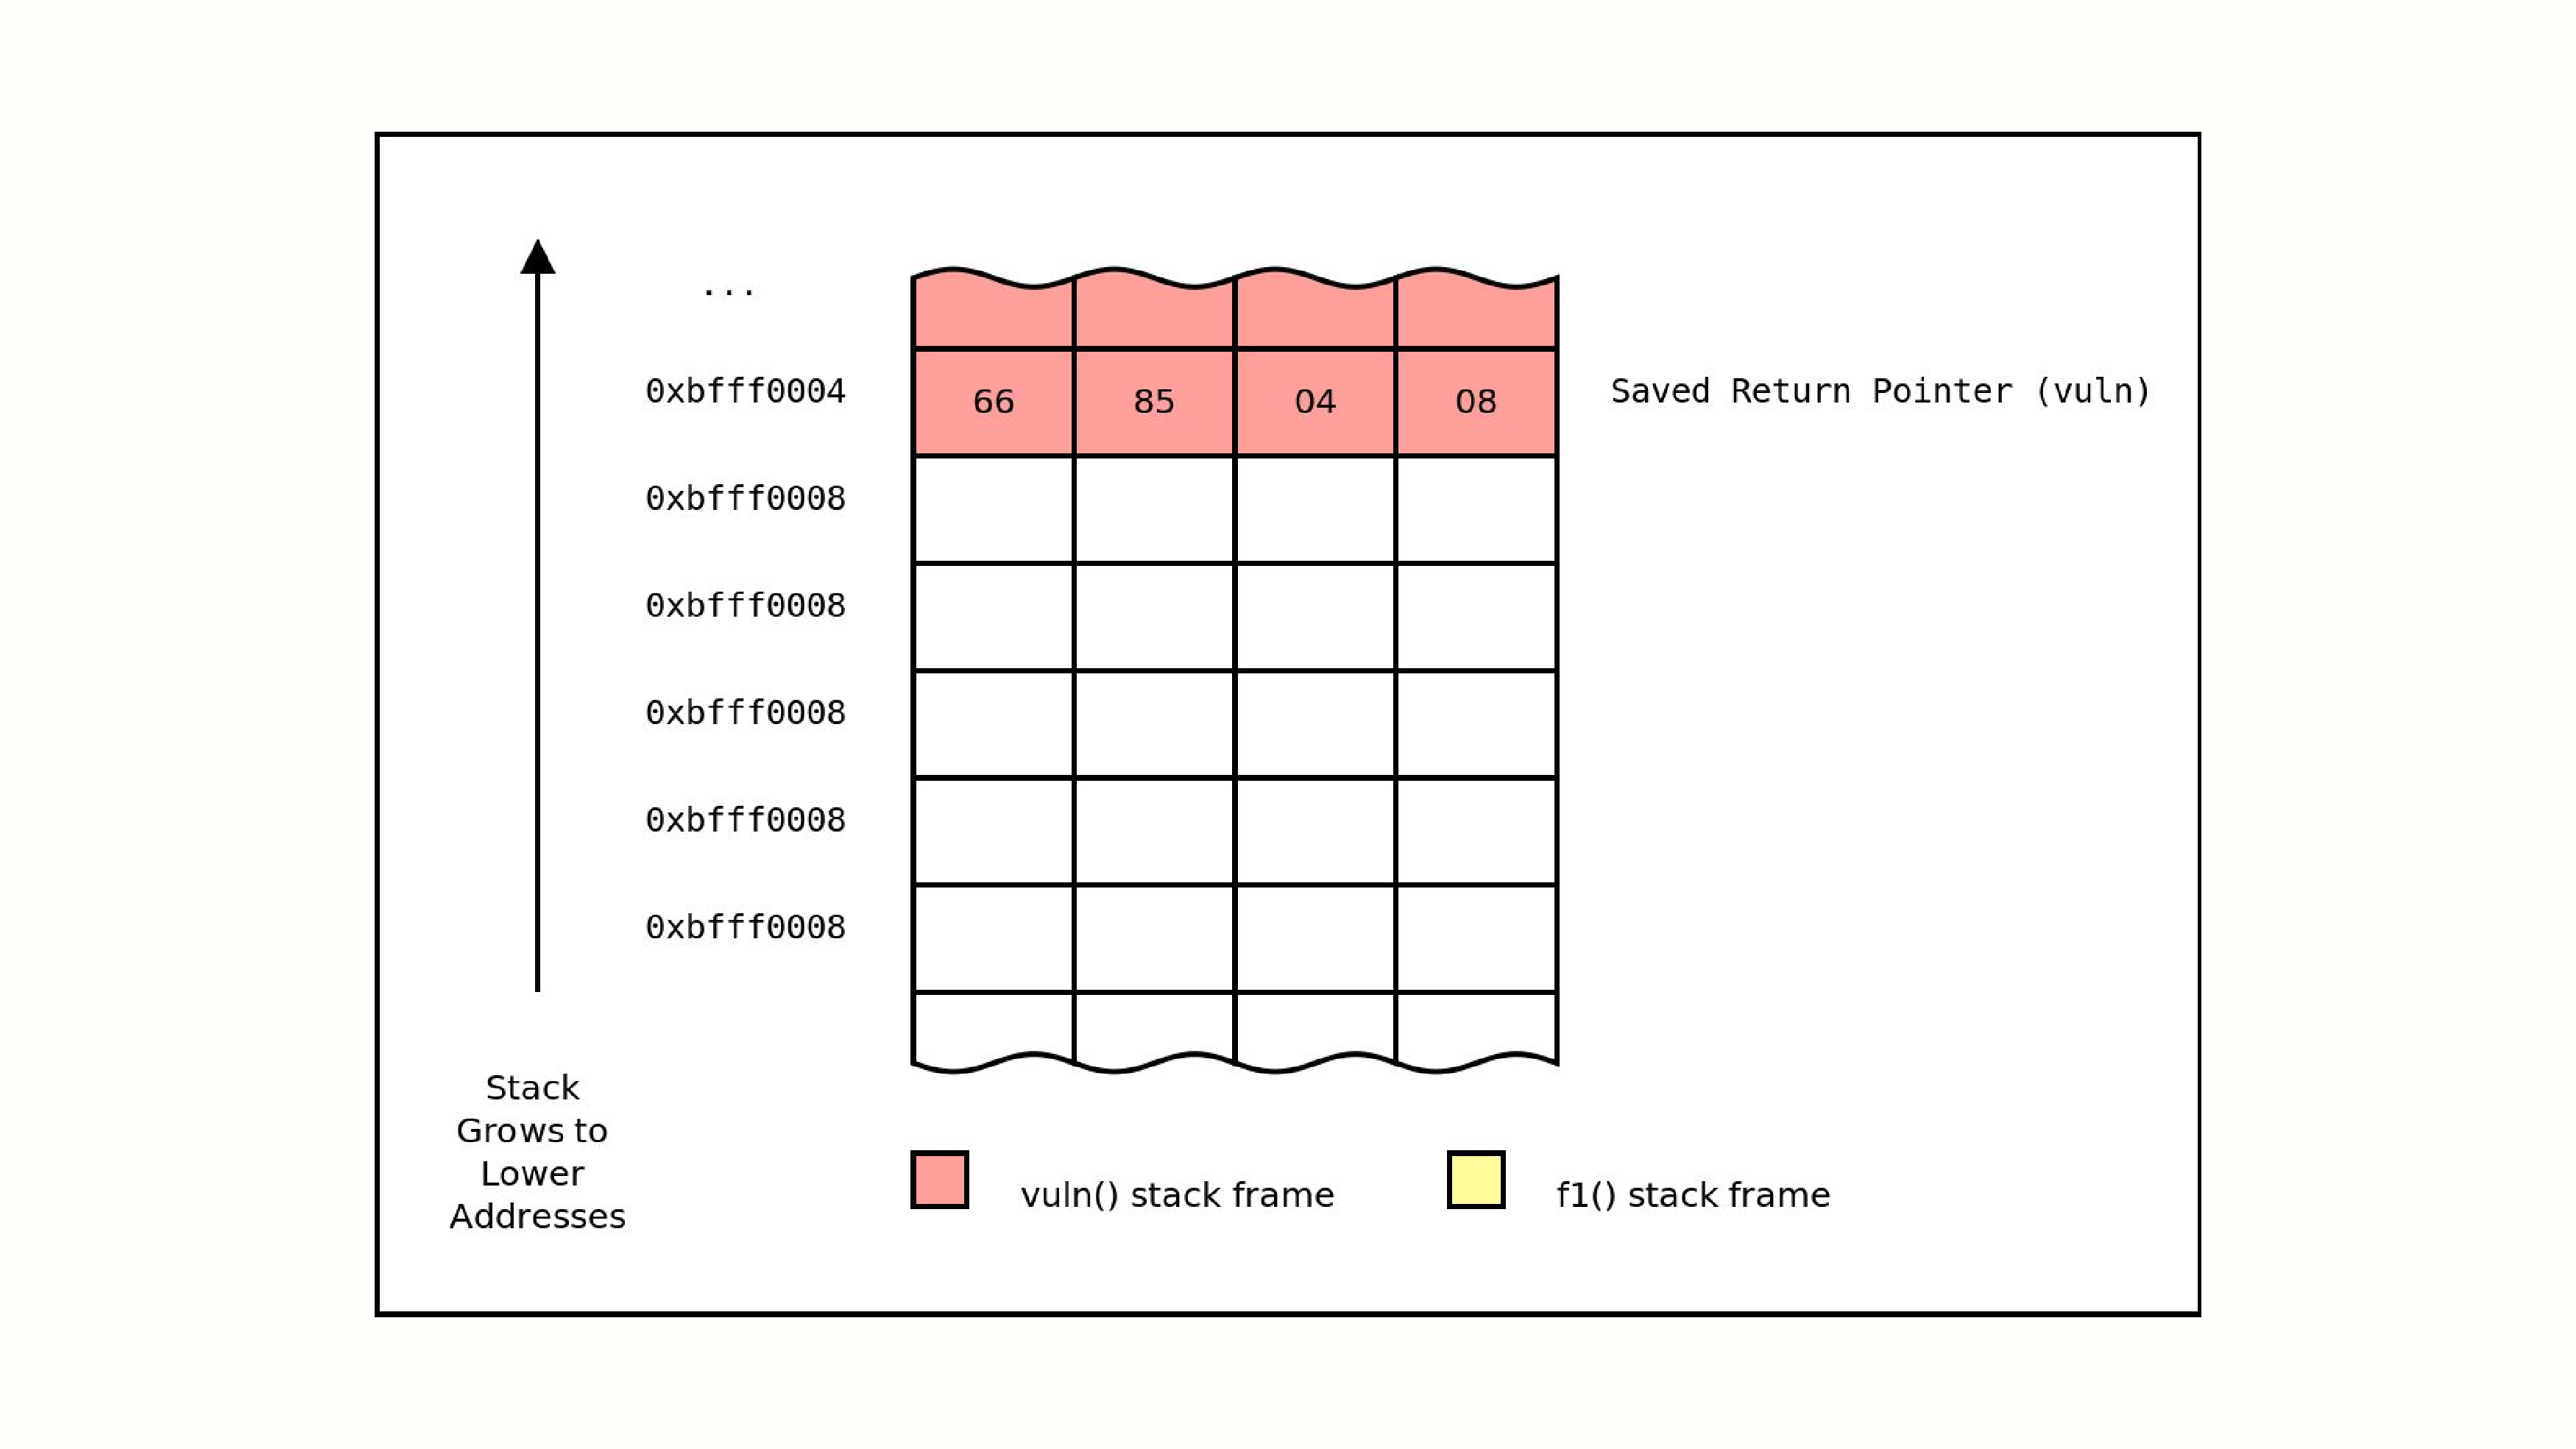 ...
0xbfff0004 66 85 04 08 Saved Return Pointer (vuln)
0xbfff0008
0xbfff0008
0xbfff0008
0xbfff0008
0xbfff0008
Stack
Grows to
Lower
Addresses
vuln() stack frame
f1() stack frame